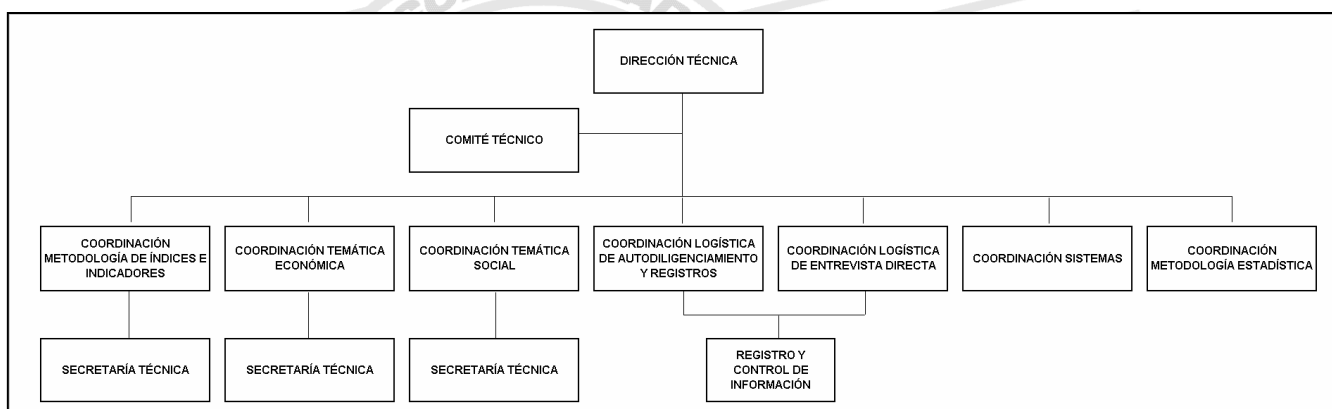 DIRECCIÓN TÉCNICA
COMITÉ TÉCNICO
COORDINACIÓN
METODOLOGÍA DE ÍNDICES E
INDICADORES
COORDINACIÓN TEMÁTICA
ECONÓMICA
COORDINACIÓN TEMÁTICA
SOCIAL
COORDINACIÓN LOGÍSTICA
DE AUTODILIGENCIAMIENTO
Y REGISTROS
COORDINACIÓN LOGÍSTICA
DE ENTREVISTA DIRECTA
COORDINACIÓN SISTEMAS
COORDINACIÓN
METODOLOGÍA ESTADÍSTICA
SECRETARÍA TÉCNICA
SECRETARÍA TÉCNICA
SECRETARÍA TÉCNICA
REGISTRO Y
CONTROL DE
INFORMACIÓN